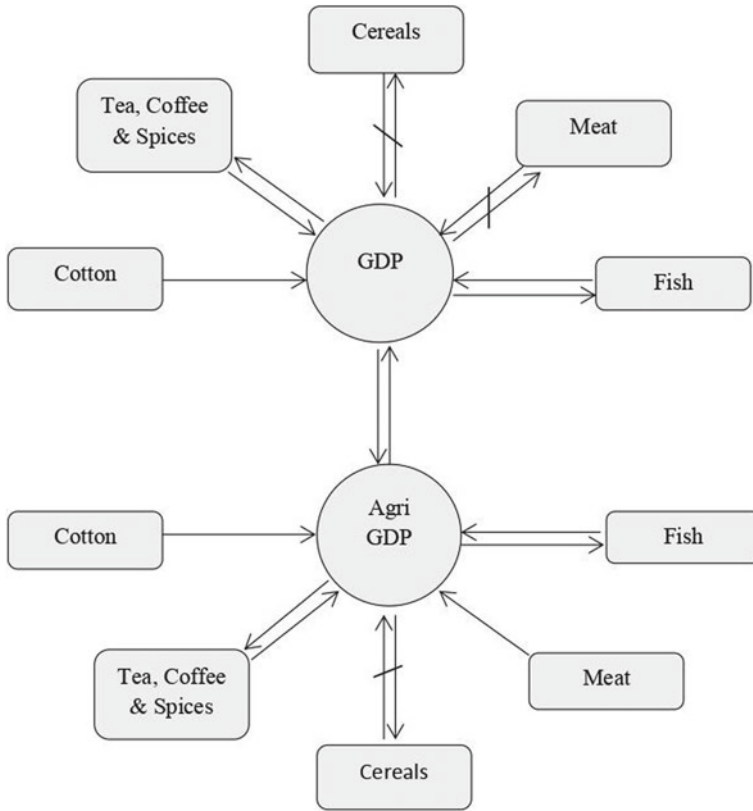 Cereals
Tea, Coffee
& Spices
Meat
GDP
Cotton
Fish
Agri
GDP
Cotton
Fish
Tea, Coffee
& Spices
Meat
Cereals